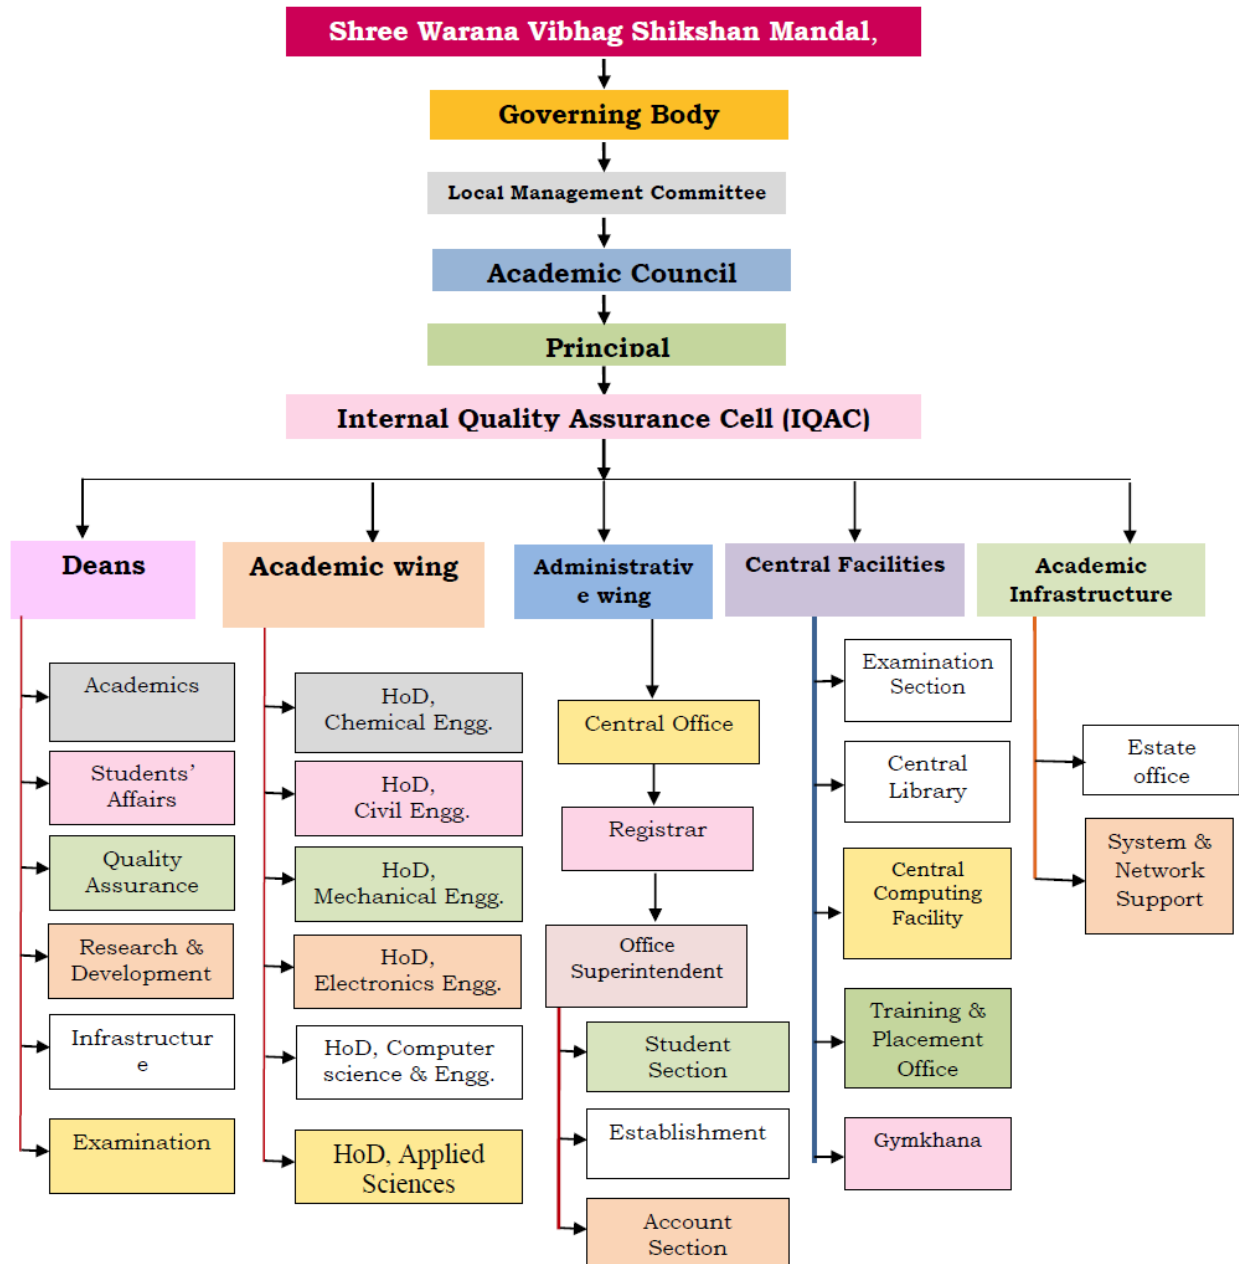 Shree Warana Vibhag Shikshan Mandal,
Governing Body
Local Management Committee
Academic Council
Principal
Internal Quality Assurance Cell (IQAC)
Deans
Academics
Students’
Affairs
Quality
Assurance
Research &
Development
Infrastructur
e
Examination
Academic wing
HoD,
Chemical Engg.
HoD,
Civil Engg.
HoD,
Mechanical Engg.
HoD,
Electronics Engg.
HoD, Computer
science & Engg.
HoD, Applied
Sciences
Administrativ
e wing
Central Office
Registrar
Office
Superintendent
Student
Section
Establishment
Account
Section
Central Facilities
Examination
Section
Central
Library
Central
Computing
Facility
Training &
Placement
Office
Gymkhana
Academic
Infrastructure
Estate
office
System &
Network
Support